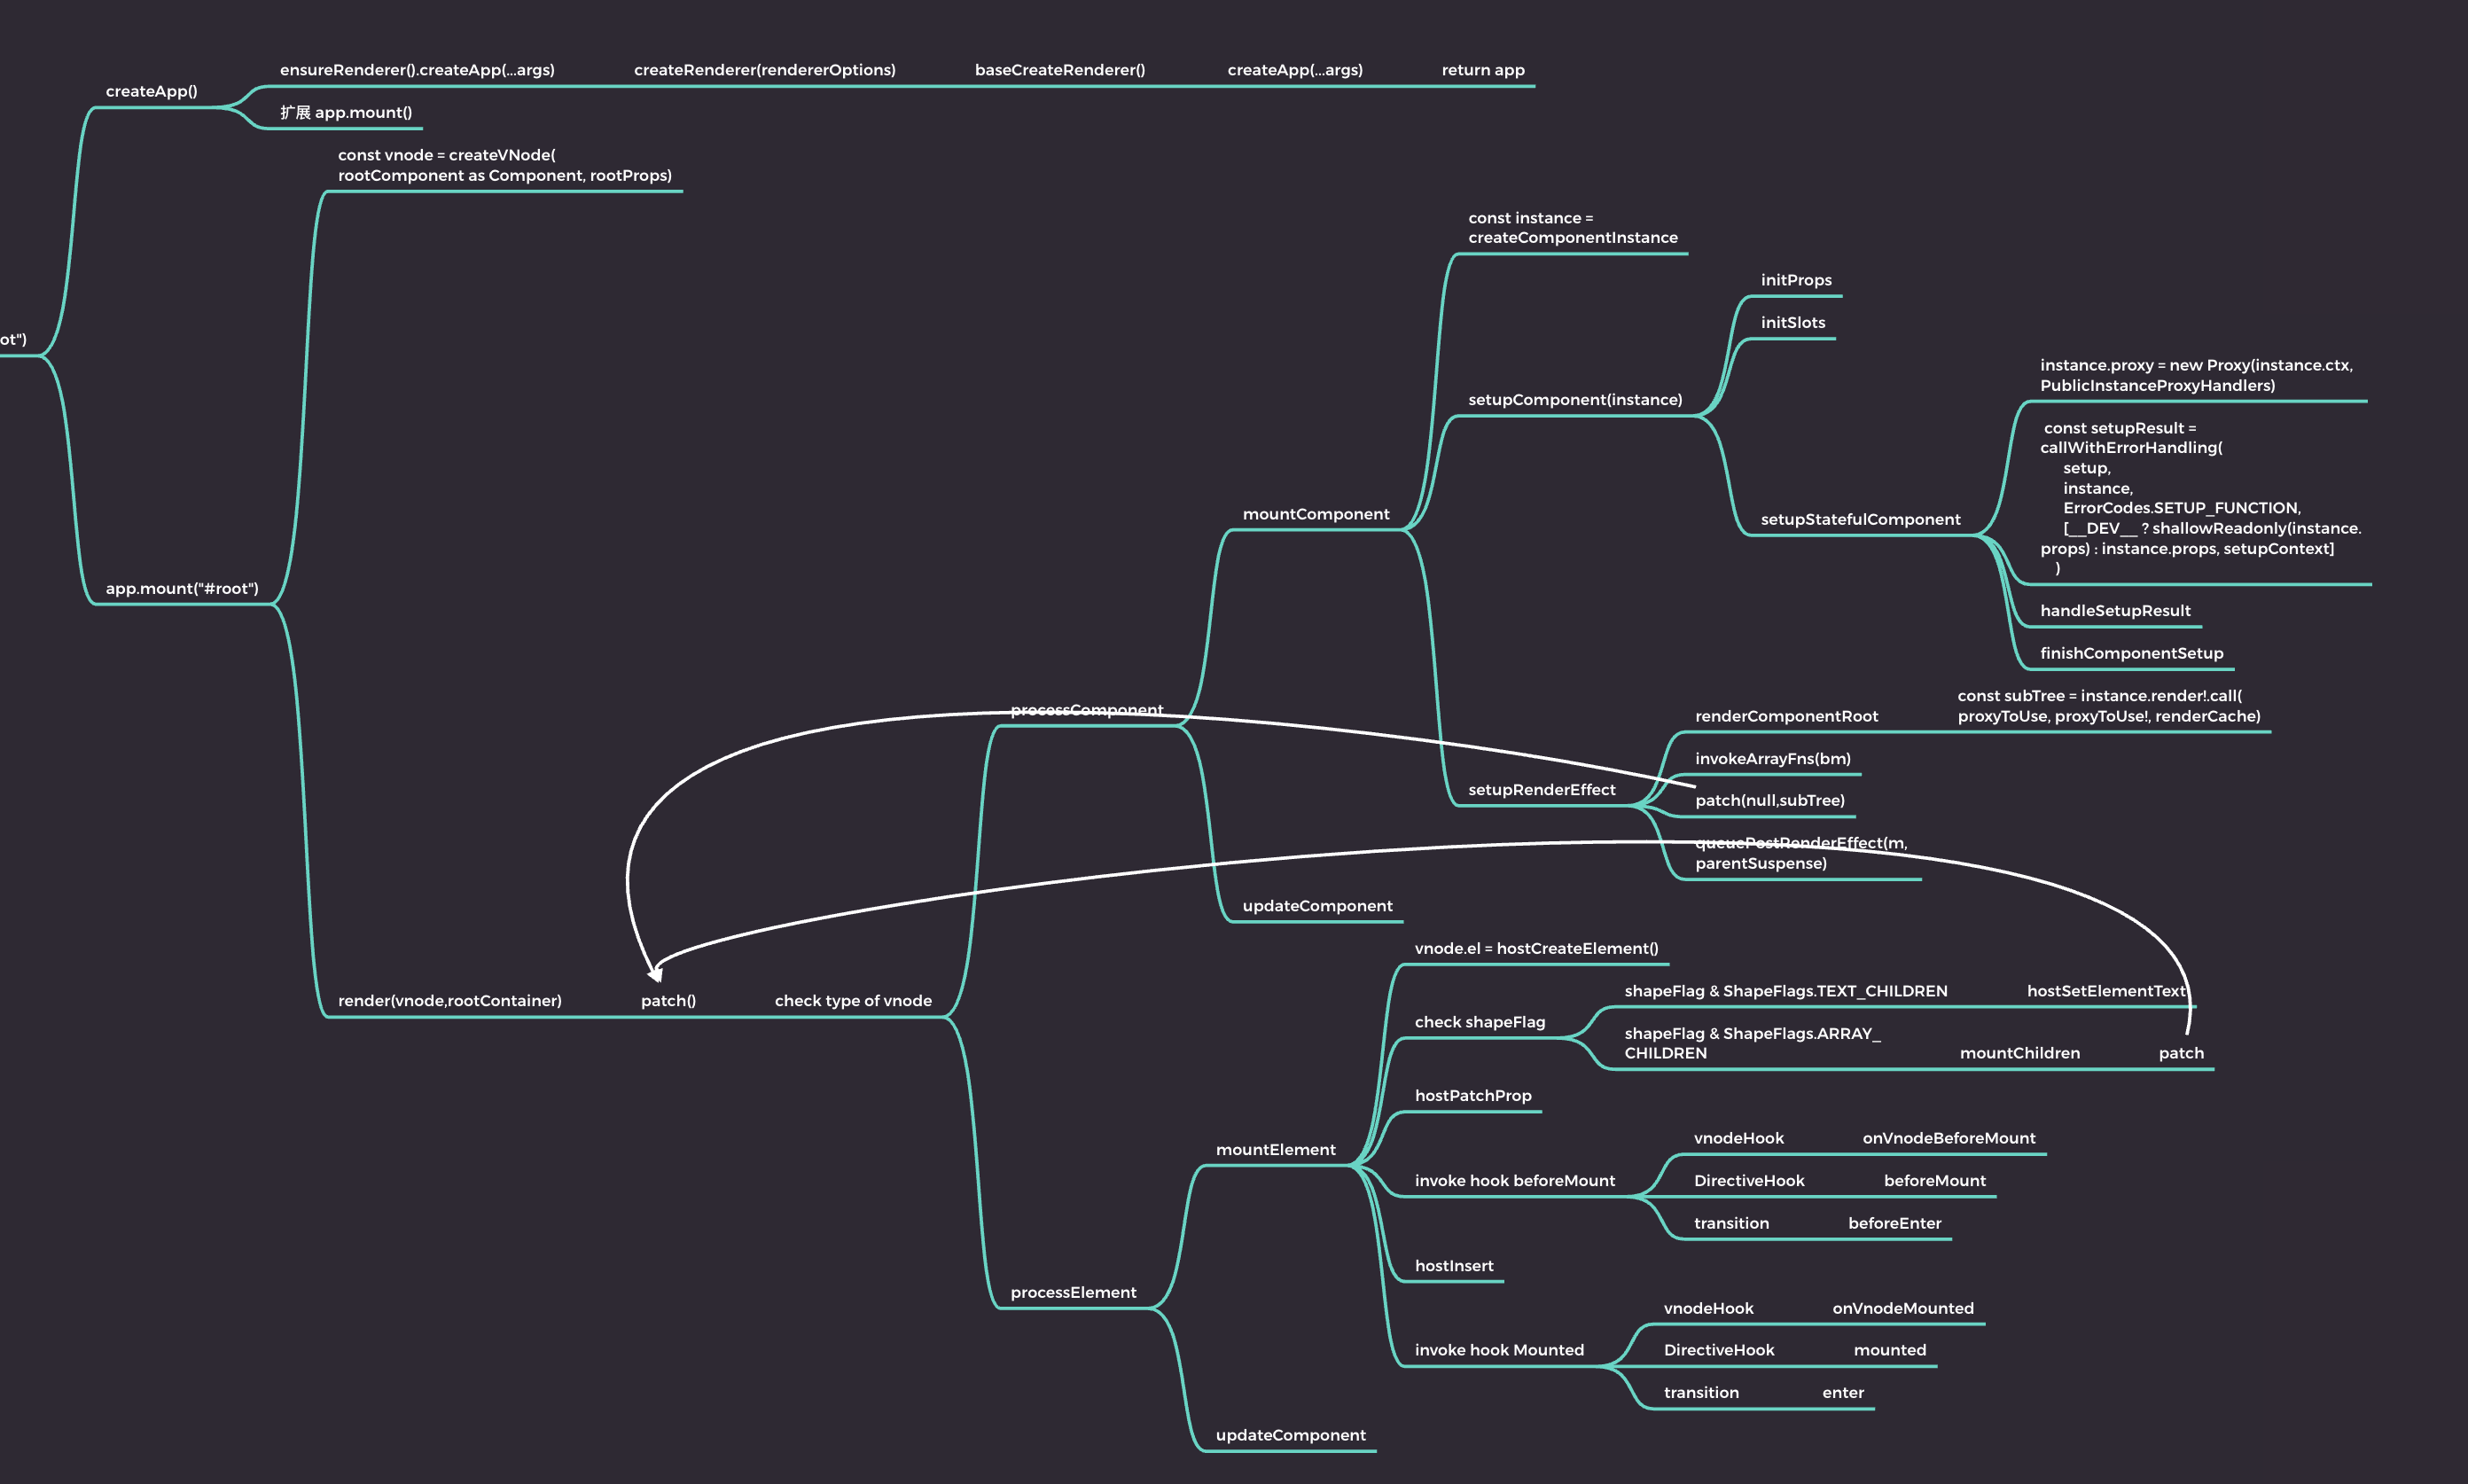 ensureRenderer().createApp(...args)
createRenderer(rendererOptions)
baseCreateRenderer()
createApp(...args)
return app
createApp()
扩展 app.mount()
const vnode = createVNode(
rootComponent as Component, rootProps)
ot")
app.mount("#root")
render(vnode,rootContainer)
patch()
check type of vnode
processComponent
mountComponent
const instance =
createComponentInstance
setupComponent(instance)
initProps
initSlots
setupStatefulComponent
instance.proxy = new Proxy(instance.ctx,
PublicInstanceProxyHandlers)
const setupResult =
callWithErrorHandling(
setup,
instance,
ErrorCodes.SETUP_FUNCTION,
[__DEV__ ? shallowReadonly(instance.
props) : instance.props, setupContext]
)
handleSetupResult
finishComponentSetup
setupRenderEffect
renderComponentRoot
const subTree = instance.render!.call(
proxyToUse, proxyToUse!, renderCache)
invokeArrayFns(bm)
patch(null,subTree)
queuePostRenderEffect(m,
parentSuspense)
updateComponent
processElement
mountElement
vnode.el = hostCreateElement()
check shapeFlag
shapeFlag & ShapeFlags.TEXT_CHILDREN
hostSetElementText
shapeFlag & ShapeFlags.ARRAY_
CHILDREN
mountChildren
patch
hostPatchProp
invoke hook beforeMount
vnodeHook
onVnodeBeforeMount
DirectiveHook
beforeMount
transition
beforeEnter
hostInsert
invoke hook Mounted
vnodeHook
onVnodeMounted
DirectiveHook
mounted
transition
enter
updateComponent